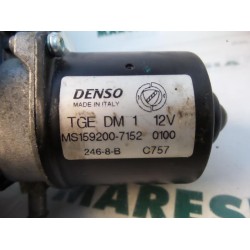 DENSO
MADE IN ITALY
TGE DM 1 12V
MS159200-7152 0100
246-8-B C757